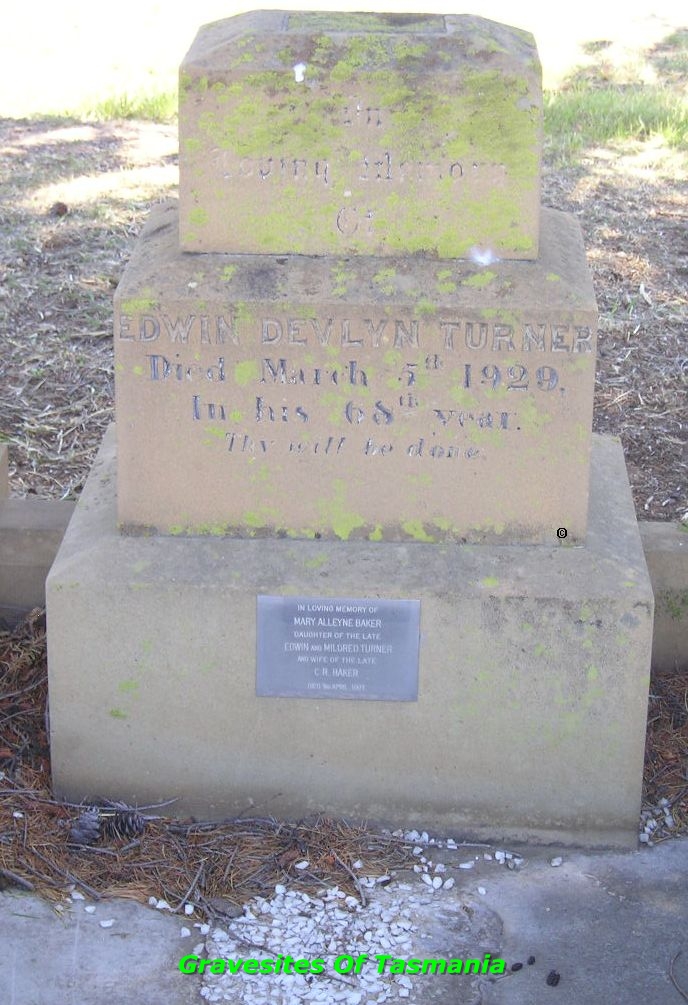 In
Loving Memory
Of
EDWIN DEVLYN TURNER
Died March 5th 1929,
In his 68th year.
Thy will be done.
©
IN LOVING MEMORY OF
MARY ALLEYNE BAKER
DAUGHTER OF THE LATE
EDWIN AND MILDRED TURNER
AND WIFE OF THE LATE
C. R. BAKER
DIED APRIL
Gravesites Of Tasmania